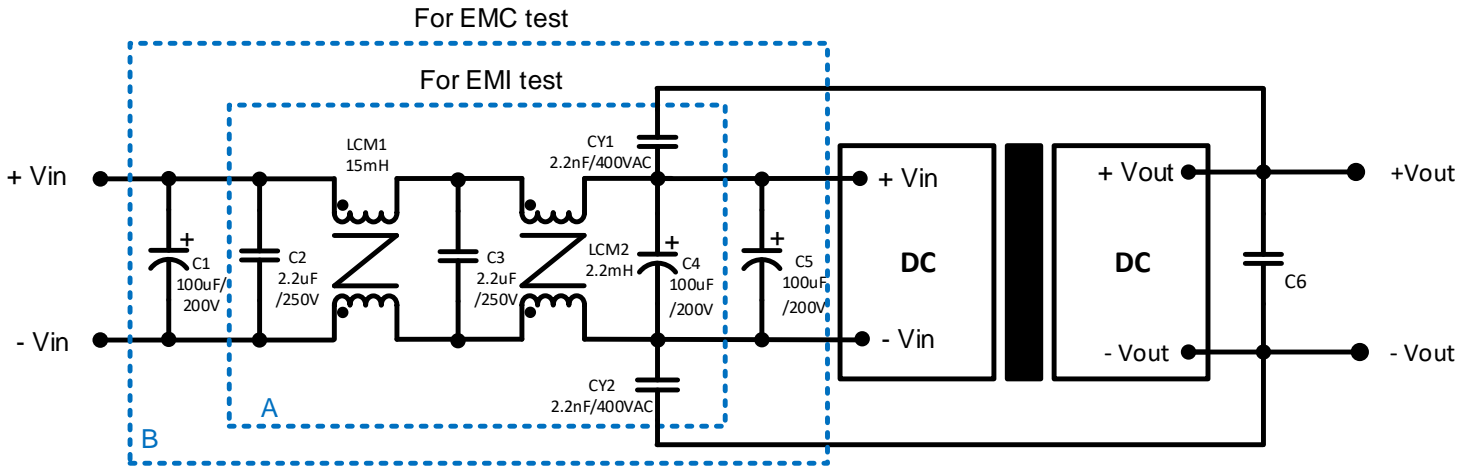 For EMC test
For EMI test
LCM1
15mH
CY1
2.2nF/400VAC
+ Vin
+ Vin
+ Vout
+Vout
C1
100uF/
200V
+
C2
2.2uF
/250V
C3
2.2uF
/250V
LCM2
2.2mH
+
C4
100uF
/200V
+
C5
100uF
/200V
DC
DC
C6
- Vin
- Vin
- Vout
- Vout
CY2
2.2nF/400VAC
A
B